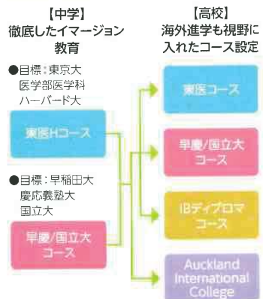 【中学】
徹底したイマージョン
教育
●目標：東京大
医学部医学科
ハーバード大
東医Hコース
●目標：早稲田大
慶応義塾大
国立大
早慶/国立大
コース
【高校】
海外進学も視野に
入れたコース設定
東医コース
早慶/国立大
コース
IBディプロマ
コース
Auckland
International
College